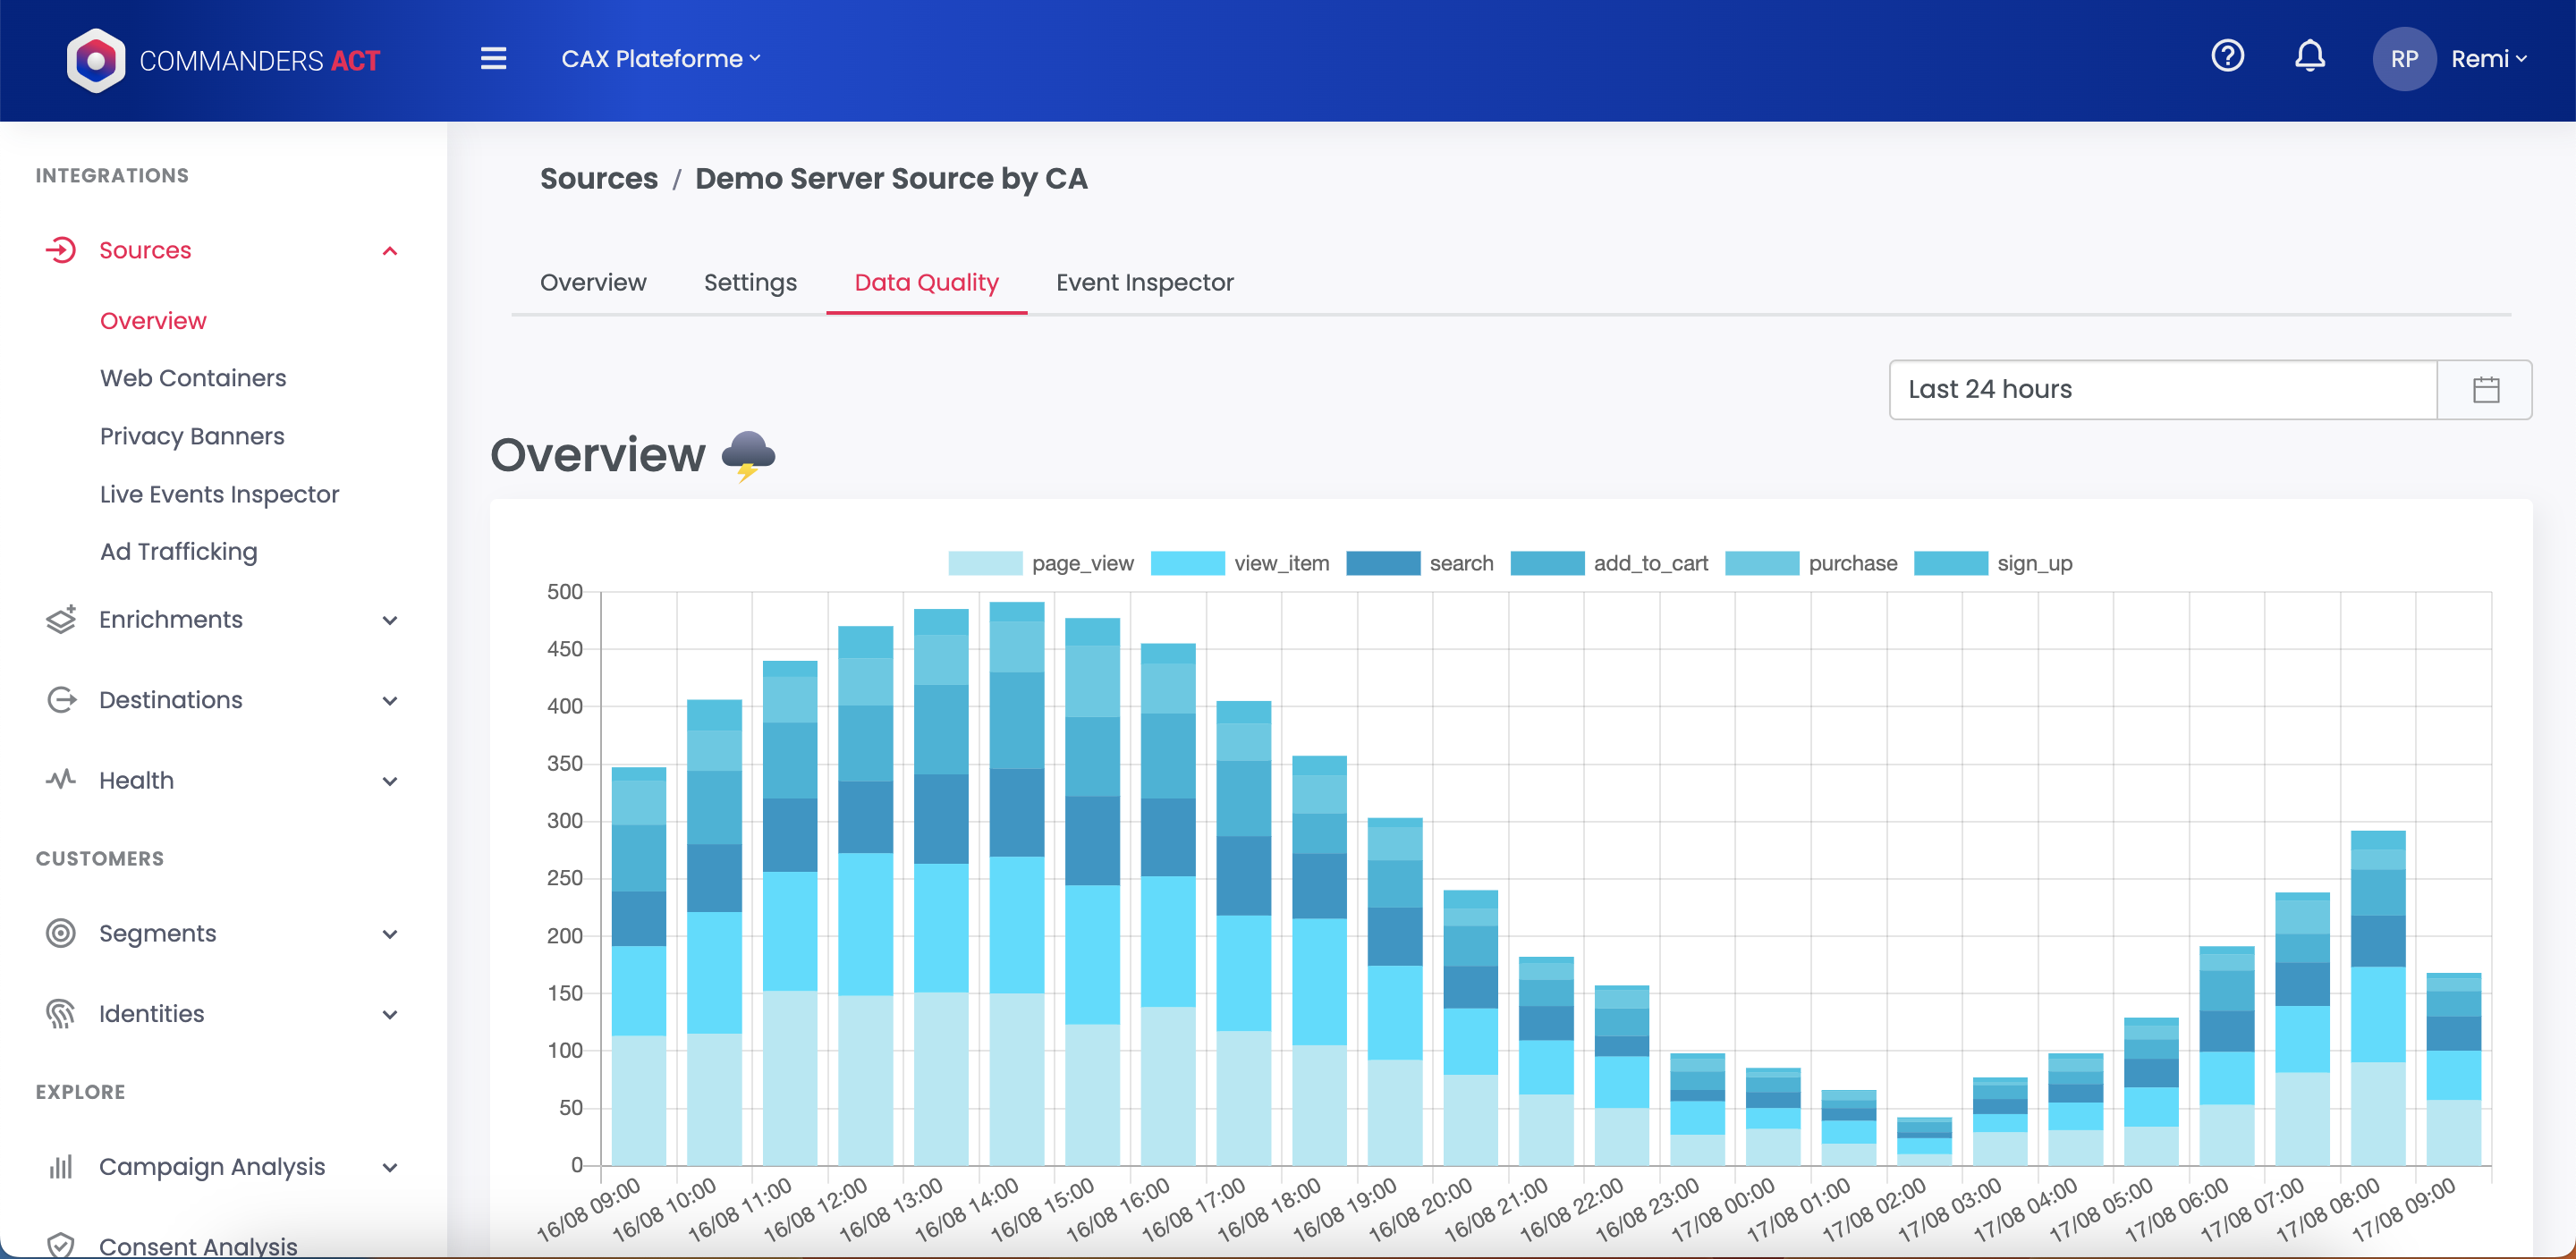 COMMANDERS ACT
CAX Plateforme
RP
Remi
INTEGRATIONS
Sources
Overview
Web Containers
Privacy Banners
Live Events Inspector
Ad Trafficking
Enrichments
Destinations
Health
CUSTOMERS
Segments
Identities
EXPLORE
Campaign Analysis
Consent Analysis
Sources / Demo Server Source by CA
Overview Settings Data Quality Event Inspector
Last 24 hours
Overview
page_view view_item search add_to_cart purchase sign_up
500
450
400
350
300
250
200
150
100
50
0
16/08 09:00 16/08 10:00 16/08 11:00 16/08 12:00 16/08 13:00 16/08 14:00 16/08 15:00 16/08 16:00 16/08 17:00 16/08 18:00 16/08 19:00 16/08 20:00 16/08 21:00 16/08 22:00 16/08 23:00 17/08 00:00 17/08 01:00 17/08 02:00 17/08 03:00 17/08 04:00 17/08 05:00 17/08 06:00 17/08 07:00 17/08 08:00 17/08 09:00